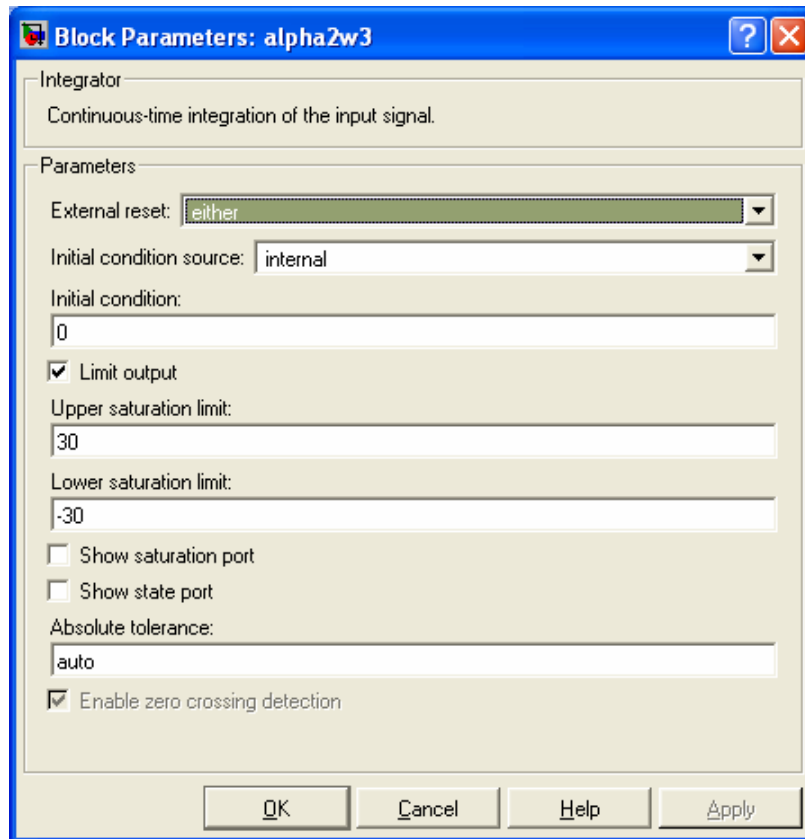 Block Parameters: alpha2w3
Integrator
Continuous-time integration of the input signal.
Parameters
External reset: either
Initial condition source: internal
Initial condition:
0
Limit output
Upper saturation limit:
30
Lower saturation limit:
-30
Show saturation port
Show state port
Absolute tolerance:
auto
Enable zero crossing detection
OK Cancel Help Apply